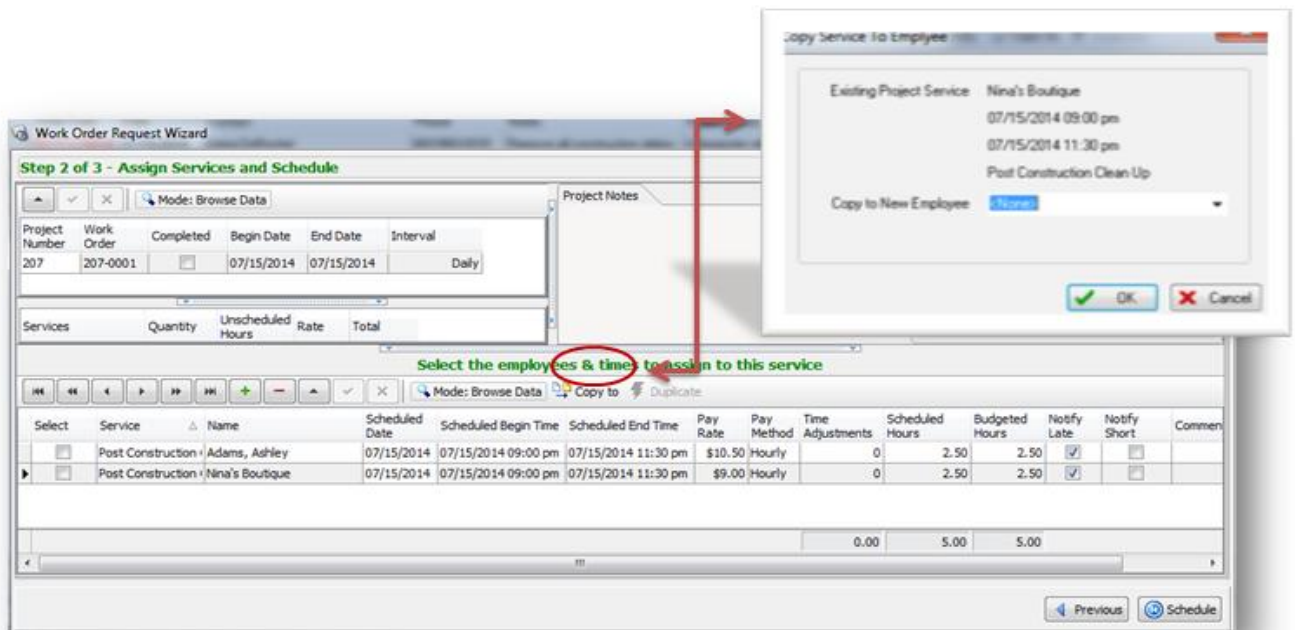 Copy Service To Emplyee
Existing Project Service Nina's Boutique
07/15/2014 09:00 pm
07/15/2014 11:30 pm
Post Construction Clean Up
Copy to New Employee <None>
OK Cancel
Work Order Request Wizard
Step 2 of 3 - Assign Services and Schedule
Mode: Browse Data
Project Notes
Project Number Work Order Completed Begin Date End Date Interval
207 207-0001 07/15/2014 07/15/2014 Daily
Services Quantity Unscheduled Hours Rate Total
Select the employees & times to assign to this service
Mode: Browse Data Copy to Duplicate
Select Service Name Scheduled Date Scheduled Begin Time Scheduled End Time Pay Rate Pay Method Time Adjustments Scheduled Hours Budgeted Hours Notify Late Notify Short Commen
Post Construction Adams, Ashley 07/15/2014 07/15/2014 09:00 pm 07/15/2014 11:30 pm $10.50 Hourly 0 2.50 2.50
Post Construction Nina's Boutique 07/15/2014 07/15/2014 09:00 pm 07/15/2014 11:30 pm $9.00 Hourly 0 2.50 2.50
0.00 5.00 5.00
Previous Schedule